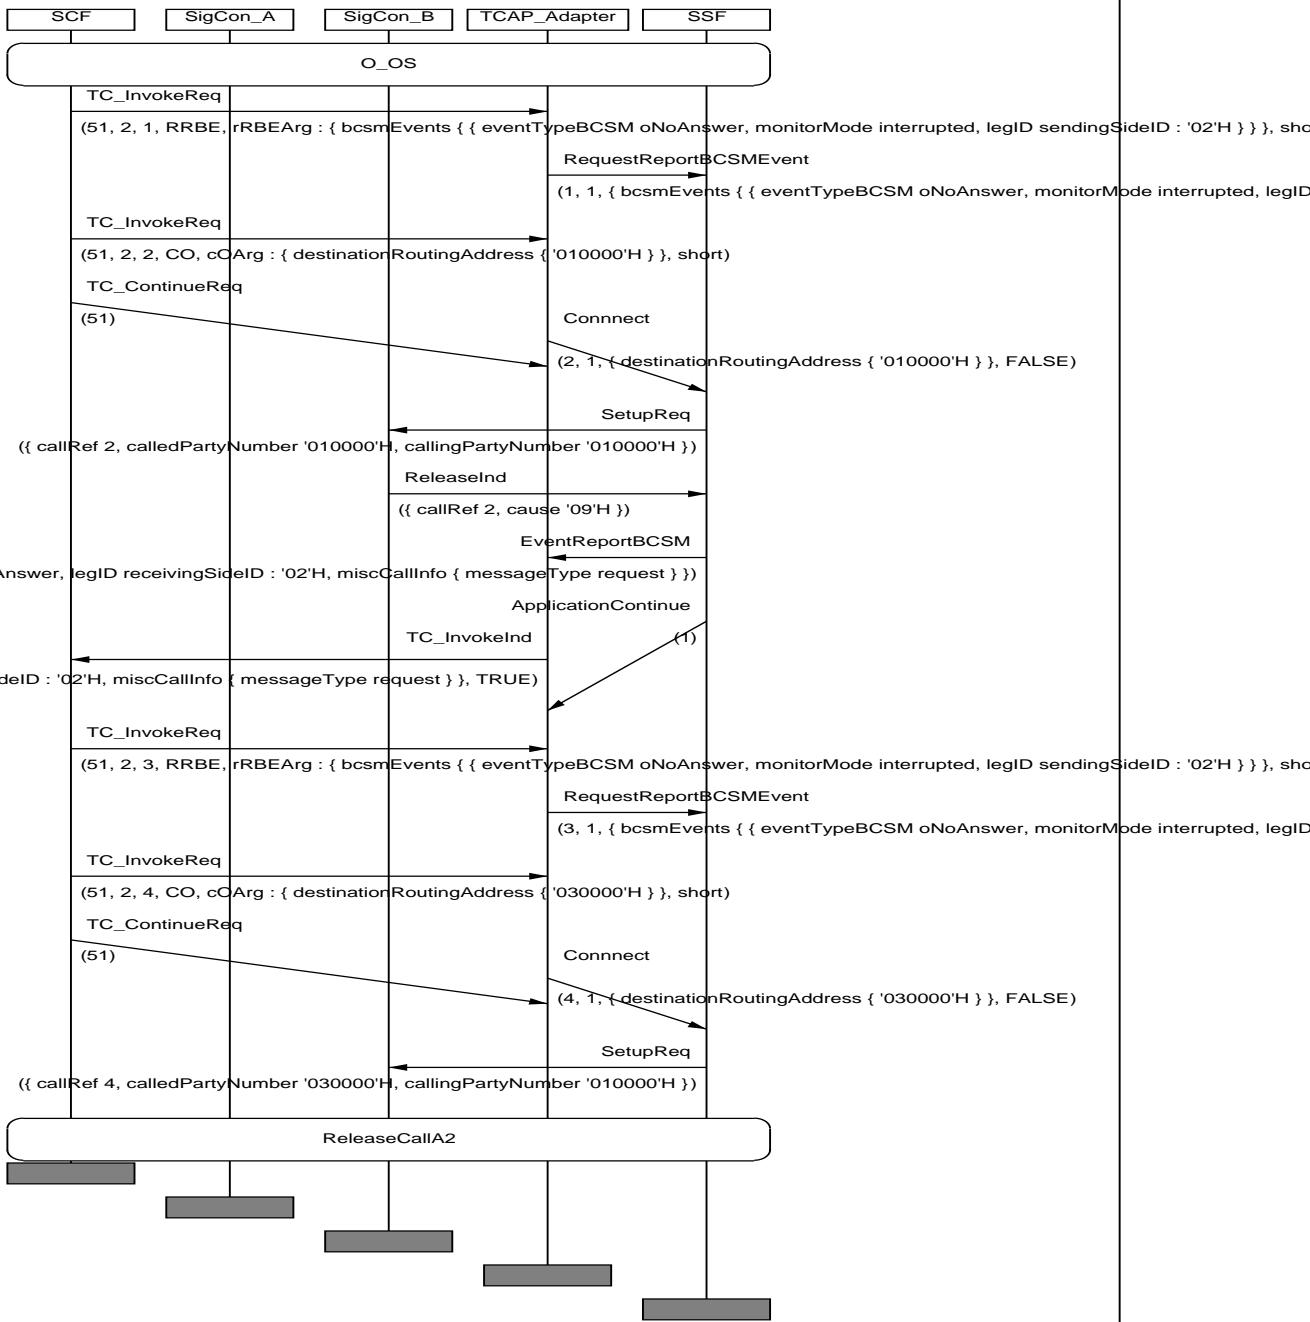 SCF SigCon_A SigCon_B TCAP_Adapter SSF
O_OS
TC_InvokeReq
(51, 2, 1, RRBE, rRBEArg : { bcsmEvents { { eventTypeBCSM oNoAnswer, monitorMode interrupted, legID sendingSideID : '02'H } } }, sho
RequestReportBCSMEvent
(1, 1, { bcsmEvents { { eventTypeBCSM oNoAnswer, monitorMode interrupted, legID
TC_InvokeReq
(51, 2, 2, CO, cOArg : { destinationRoutingAddress { '010000'H } }, short)
TC_ContinueReq
(51)
Connnect
(2, 1, { destinationRoutingAddress { '010000'H } }, FALSE)
SetupReq
({ callRef 2, calledPartyNumber '010000'H, callingPartyNumber '010000'H })
ReleaseInd
({ callRef 2, cause '09'H })
EventReportBCSM
Answer, legID receivingSideID : '02'H, miscCallInfo { messageType request } })
ApplicationContinue
(1)
TC_InvokeInd
deID : '02'H, miscCallInfo { messageType request } }, TRUE)
TC_InvokeReq
(51, 2, 3, RRBE, rRBEArg : { bcsmEvents { { eventTypeBCSM oNoAnswer, monitorMode interrupted, legID sendingSideID : '02'H } } }, sho
RequestReportBCSMEvent
(3, 1, { bcsmEvents { { eventTypeBCSM oNoAnswer, monitorMode interrupted, legID
TC_InvokeReq
(51, 2, 4, CO, cOArg : { destinationRoutingAddress { '030000'H } }, short)
TC_ContinueReq
(51)
Connnect
(4, 1, { destinationRoutingAddress { '030000'H } }, FALSE)
SetupReq
({ callRef 4, calledPartyNumber '030000'H, callingPartyNumber '010000'H })
ReleaseCallA2